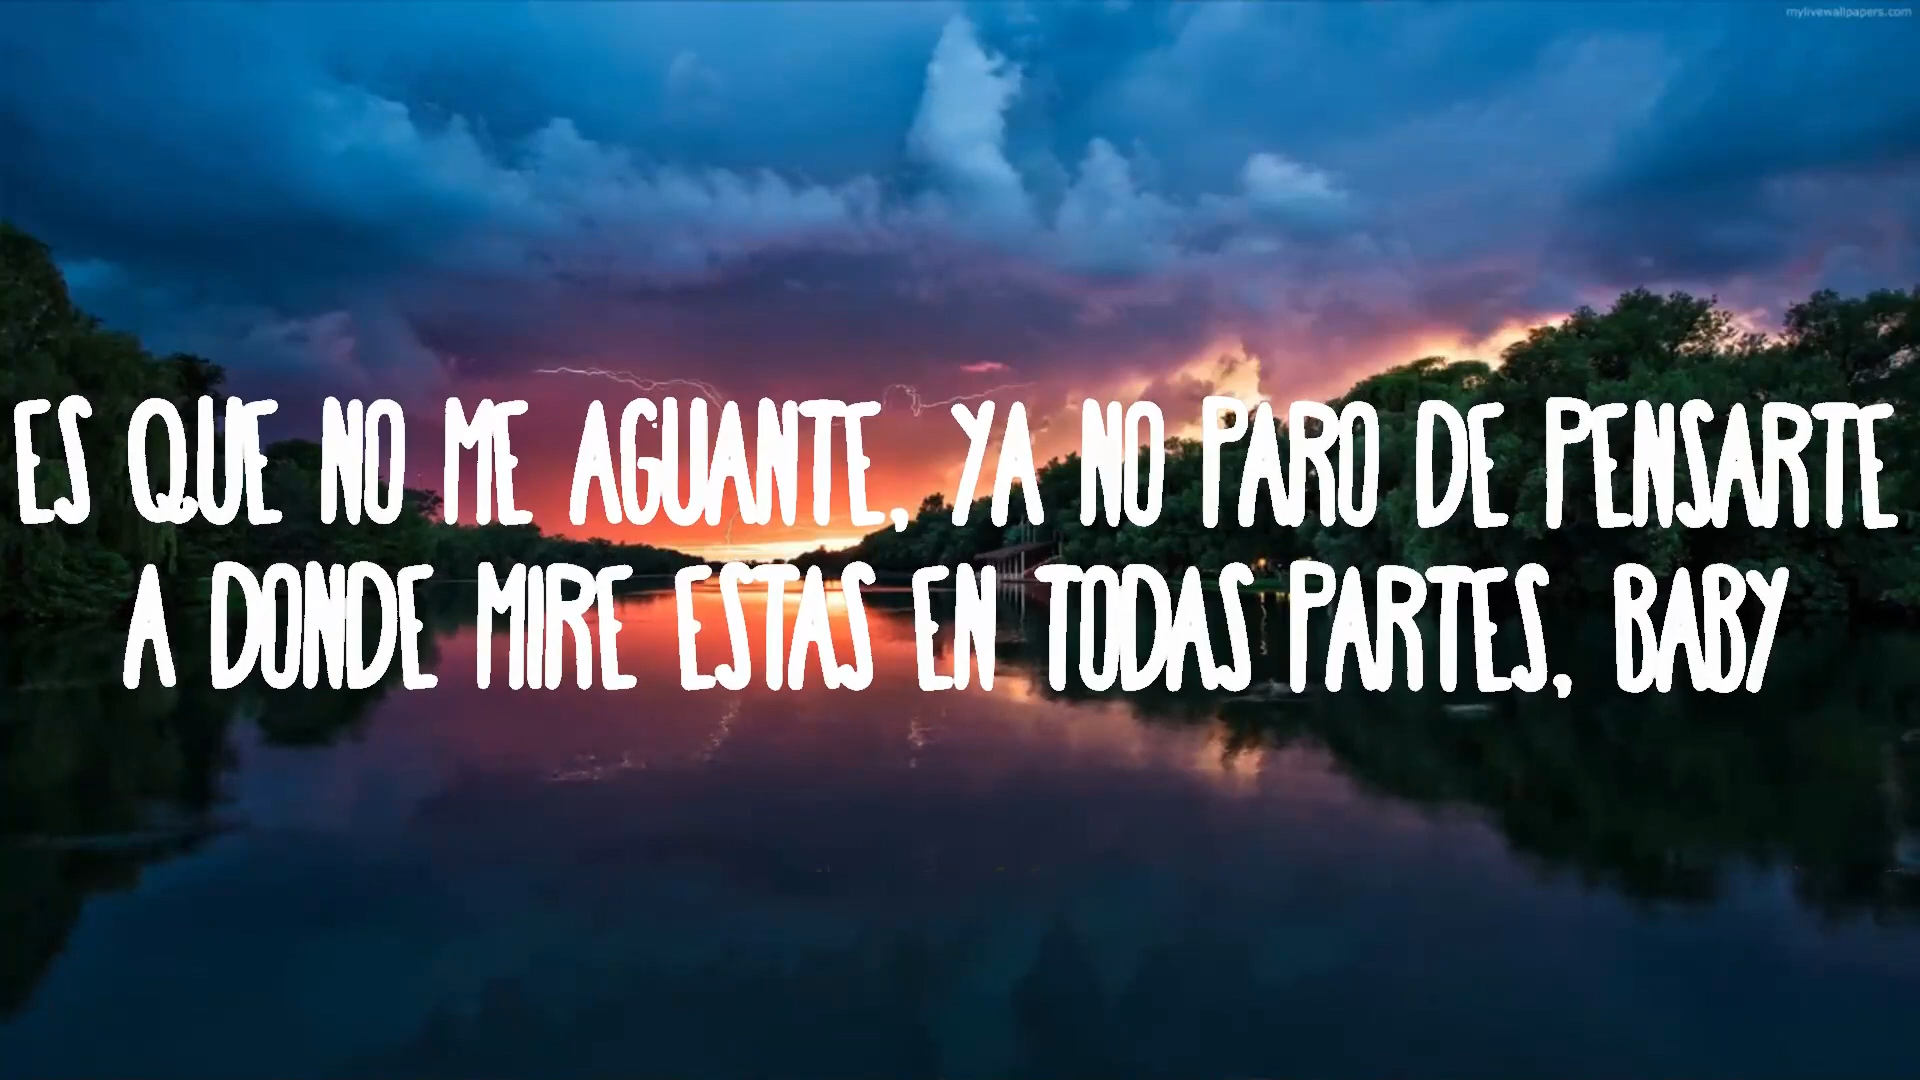 mylivewallpapers.com
ES QUE NO ME AGUANTE, YA NO PARO DE PENSARTE
A DONDE MIRE ESTAS EN TODAS PARTES, BABY